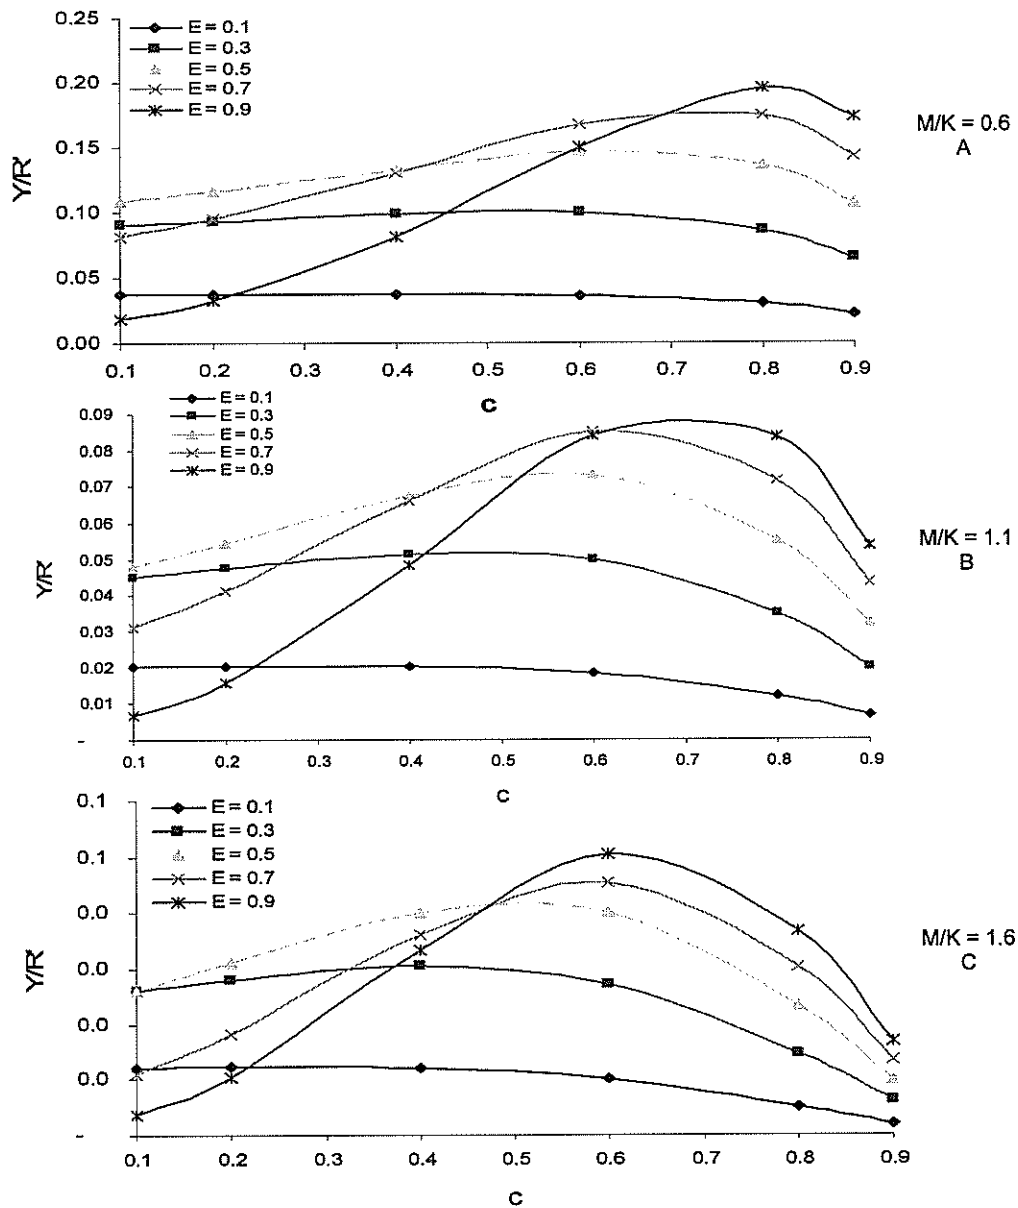 0.25
0.20
0.15
0.10
0.05
0.00
Y/R'
E = 0.1
E = 0.3
E = 0.5
E = 0.7
E = 0.9
0.1 0.2 0.3 0.4 0.5 0.6 0.7 0.8 0.9
C
M/K = 0.6
A
0.09
0.08
0.07
0.06
0.05
0.04
0.03
0.02
0.01
-
Y/R'
E = 0.1
E = 0.3
E = 0.5
E = 0.7
E = 0.9
0.1 0.2 0.3 0.4 0.5 0.6 0.7 0.8 0.9
C
M/K = 1.1
B
0.1
0.1
0.0
0.0
0.0
0.0
-
Y/R'
E = 0.1
E = 0.3
E = 0.5
E = 0.7
E = 0.9
0.1 0.2 0.3 0.4 0.5 0.6 0.7 0.8 0.9
C
M/K = 1.6
C